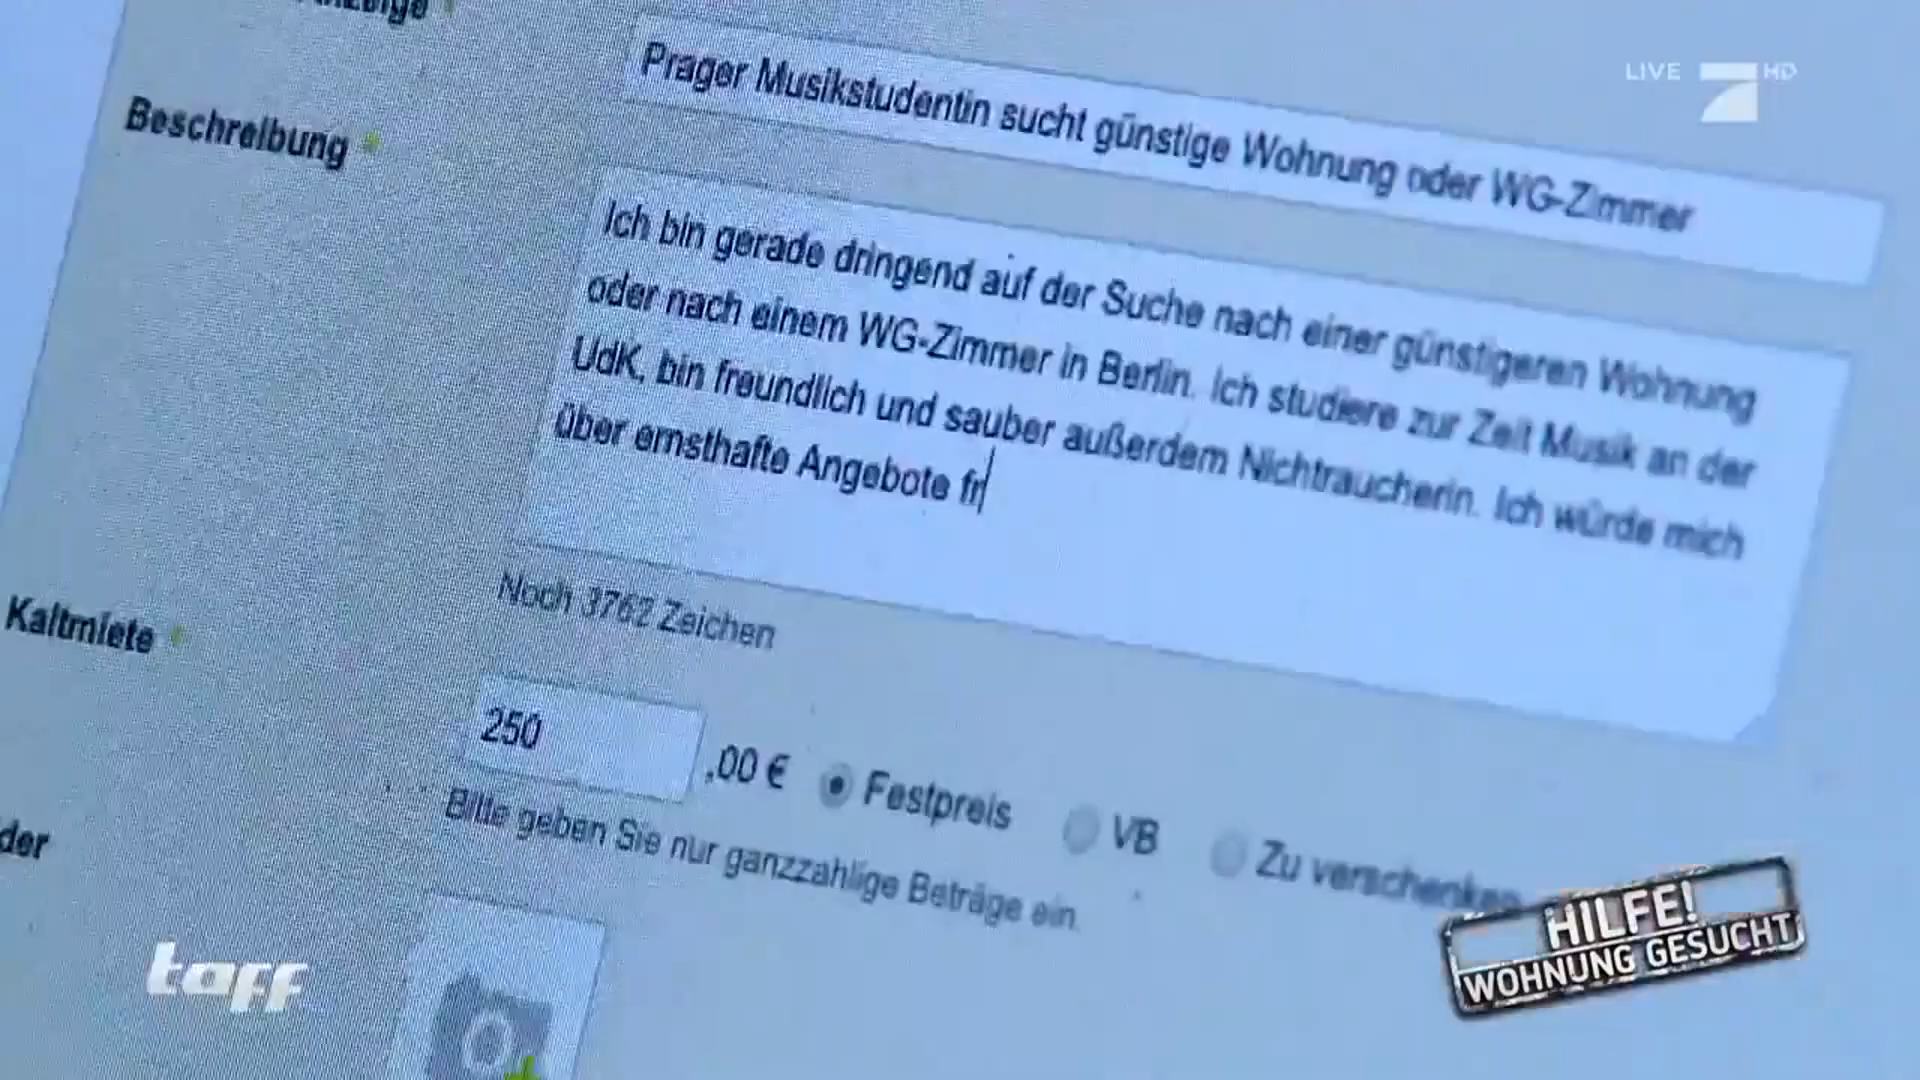 LIVE HD
Prager Musikstudentin sucht günstige Wohnung oder WG-Zimmer
Beschreibung *
Ich bin gerade dringend auf der Suche nach einer günstigeren Wohnung
oder nach einem WG-Zimmer in Berlin. Ich studiere zur Zeit Musik an der
UdK, bin freundlich und sauber außerdem Nichtraucherin. Ich würde mich
über ernsthafte Angebote fr
Noch 3762 Zeichen
Kaltmiete *
250 ,00 € Festpreis VB Zu verschenken
Bitte geben Sie nur ganzzahlige Beträge ein.
der
taff
HILFE!
WOHNUNG GESUCHT